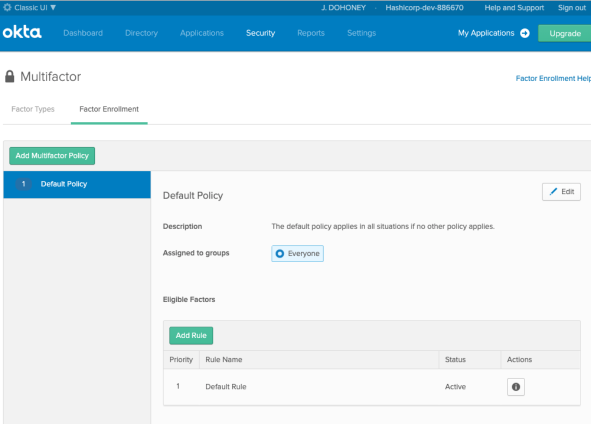 Classic UI ▼ J. DOHONEY · Hashicorp-dev-886670 Help and Support Sign out
okta Dashboard Directory Applications Security Reports Settings My Applications Upgrade
Multifactor
Factor Enrollment Help
Factor Types Factor Enrollment
Add Multifactor Policy
1 Default Policy
Default Policy Edit
Description The default policy applies in all situations if no other policy applies.
Assigned to groups Everyone
Eligible Factors
Add Rule
Priority Rule Name Status Actions
1 Default Rule Active